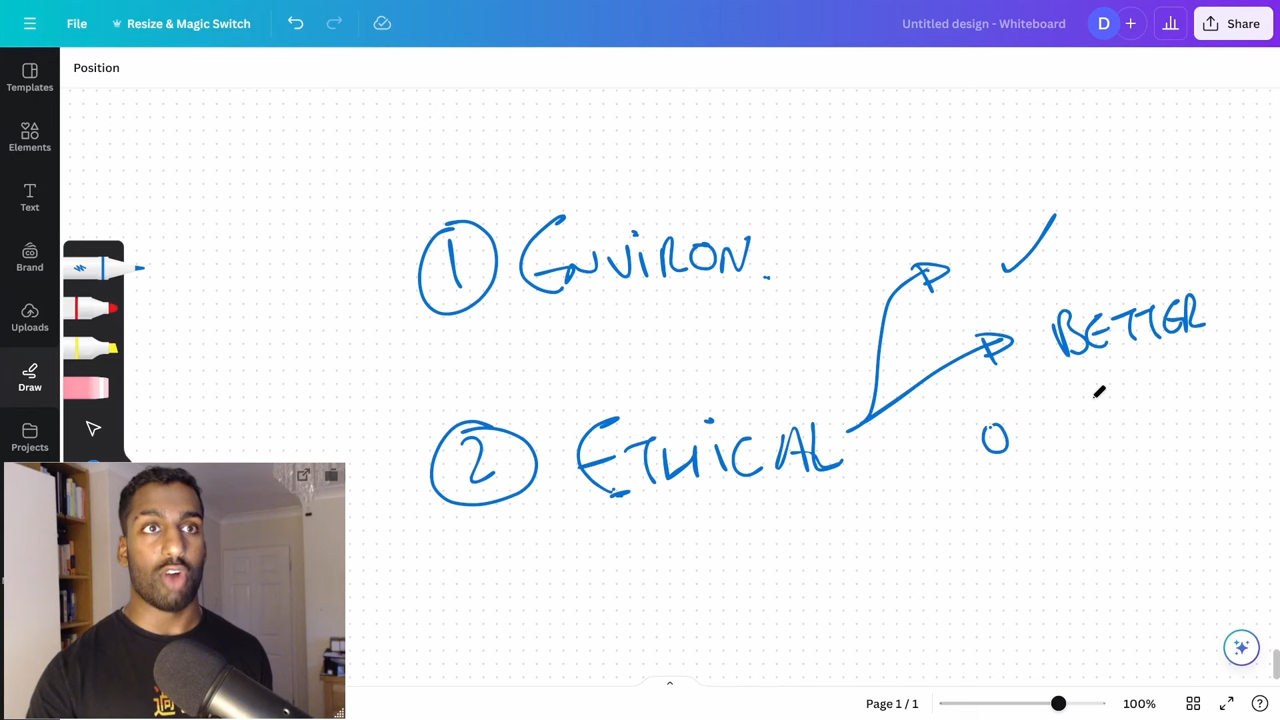 File
Resize & Magic Switch
Untitled design - Whiteboard
D
Share
Position
Templates
Elements
Text
Brand
Uploads
Draw
Projects
1 ENVIRON.
BETTER
2 ETHICAL
O
Page 1 / 1
100%